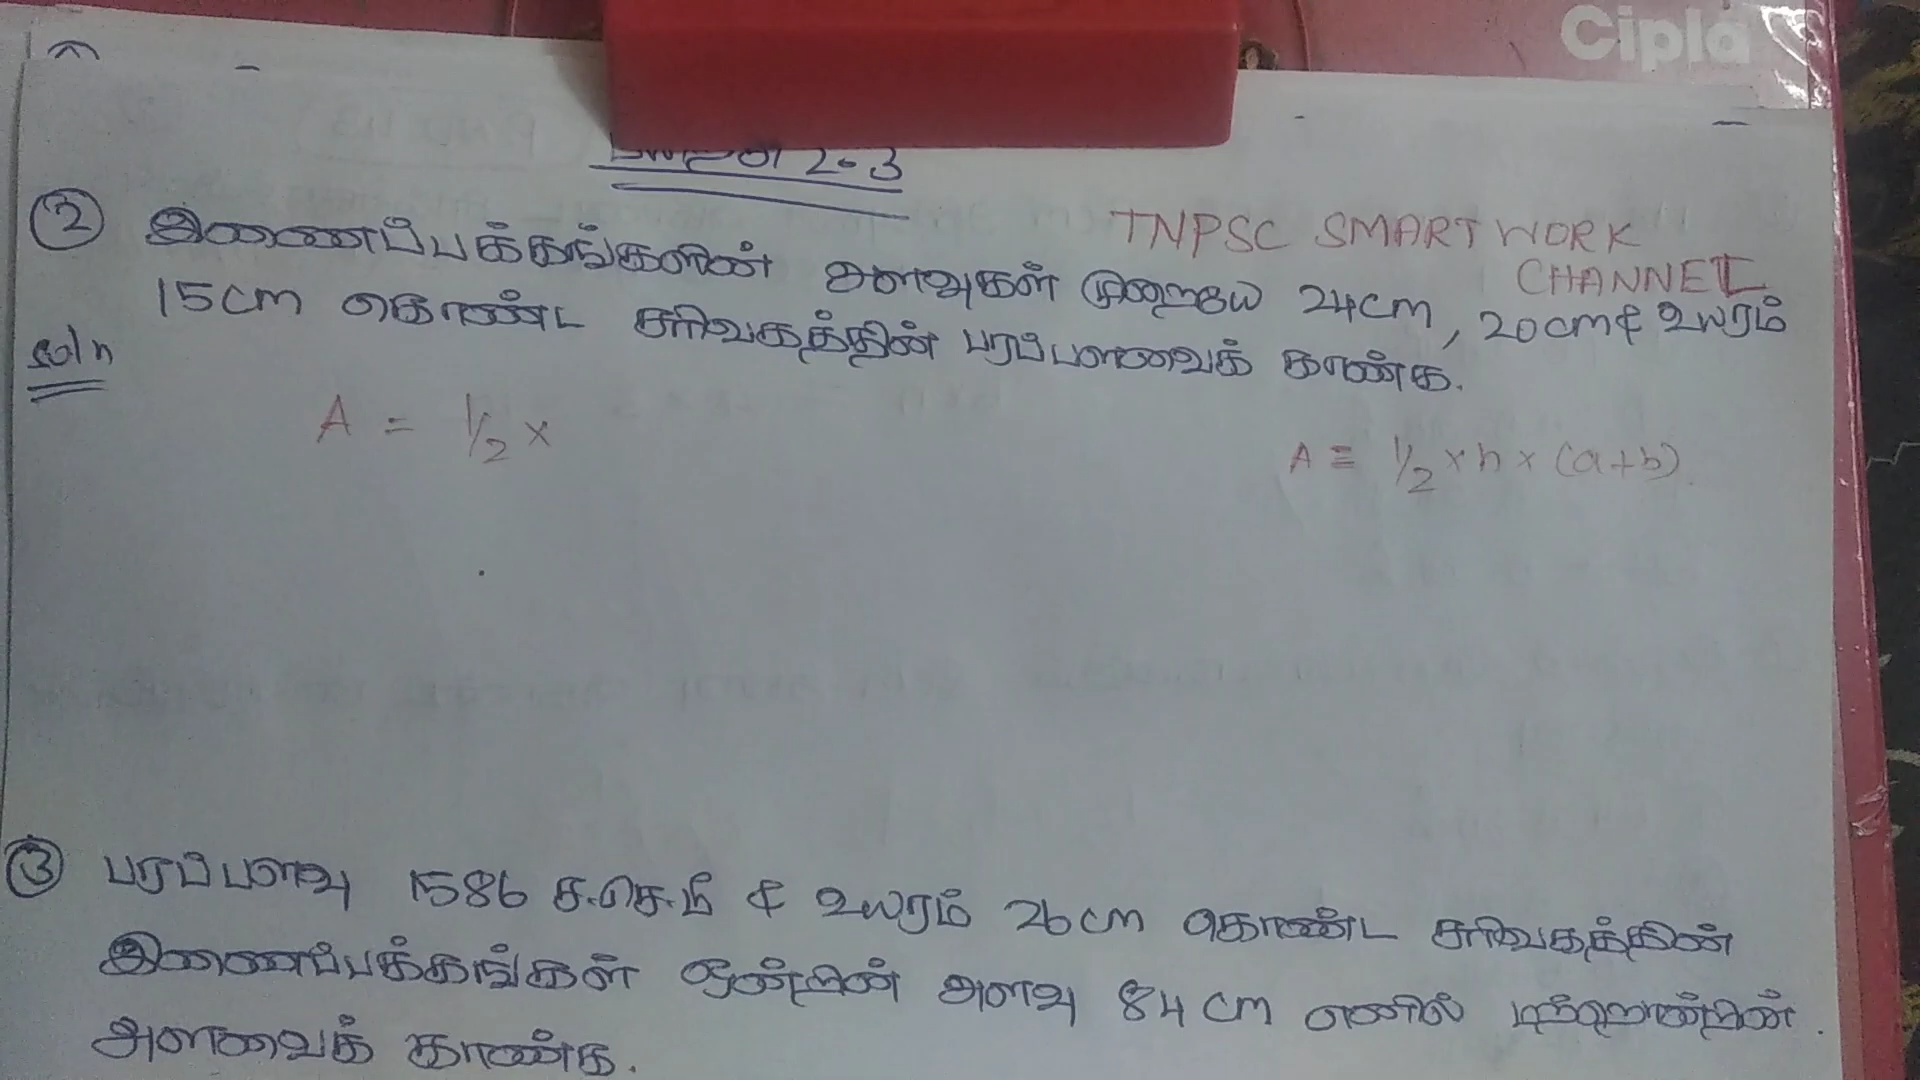 Cipla
2.3
② இணைப்பக்கங்களின் அளவுகள் முறையே 24cm, 20cm & உயரம்
TNPSC SMART WORK
CHANNEL
15cm கொண்ட சரிவகத்தின் பரப்பளவைக் காண்க.
soln
A = 1/2 ×
A = 1/2 × h × (a+b)
③ பரப்பளவு 1586 ச.செ.மீ & உயரம் 26cm கொண்ட சரிவகத்தின்
இணைப்பக்கங்கள் ஒன்றின் அளவு 84 cm எனில் மற்றொன்றின்
அளவைக் காண்க.